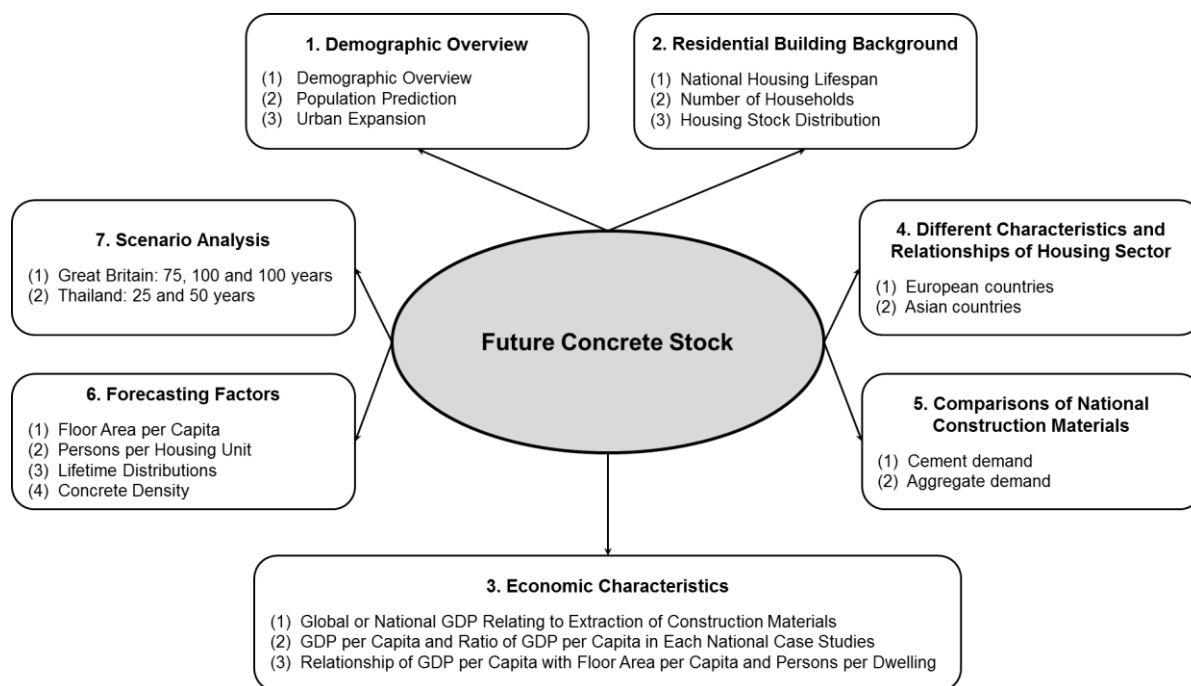 1. Demographic Overview
(1) Demographic Overview
(2) Population Prediction
(3) Urban Expansion
2. Residential Building Background
(1) National Housing Lifespan
(2) Number of Households
(3) Housing Stock Distribution
7. Scenario Analysis
(1) Great Britain: 75, 100 and 100 years
(2) Thailand: 25 and 50 years
4. Different Characteristics and
Relationships of Housing Sector
(1) European countries
(2) Asian countries
Future Concrete Stock
6. Forecasting Factors
(1) Floor Area per Capita
(2) Persons per Housing Unit
(3) Lifetime Distributions
(4) Concrete Density
5. Comparisons of National
Construction Materials
(1) Cement demand
(2) Aggregate demand
3. Economic Characteristics
(1) Global or National GDP Relating to Extraction of Construction Materials
(2) GDP per Capita and Ratio of GDP per Capita in Each National Case Studies
(3) Relationship of GDP per Capita with Floor Area per Capita and Persons per Dwelling